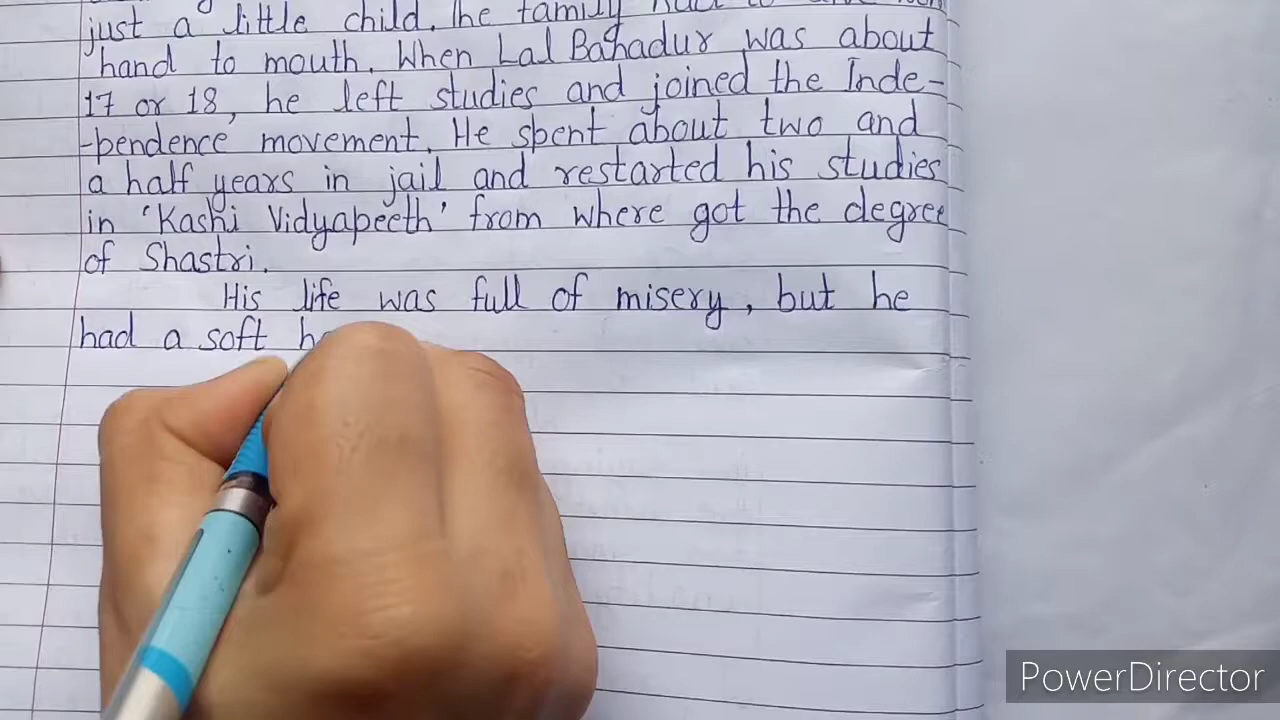 just a little child. The family had to
hand to mouth. When Lal Bahadur was about
17 or 18, he left studies and joined the Inde-
-pendence movement. He spent about two and
a half years in jail and restarted his studies
in 'Kashi Vidyapeeth' from where got the degree
of Shastri.
His life was full of misery, but he
had a soft
PowerDirector